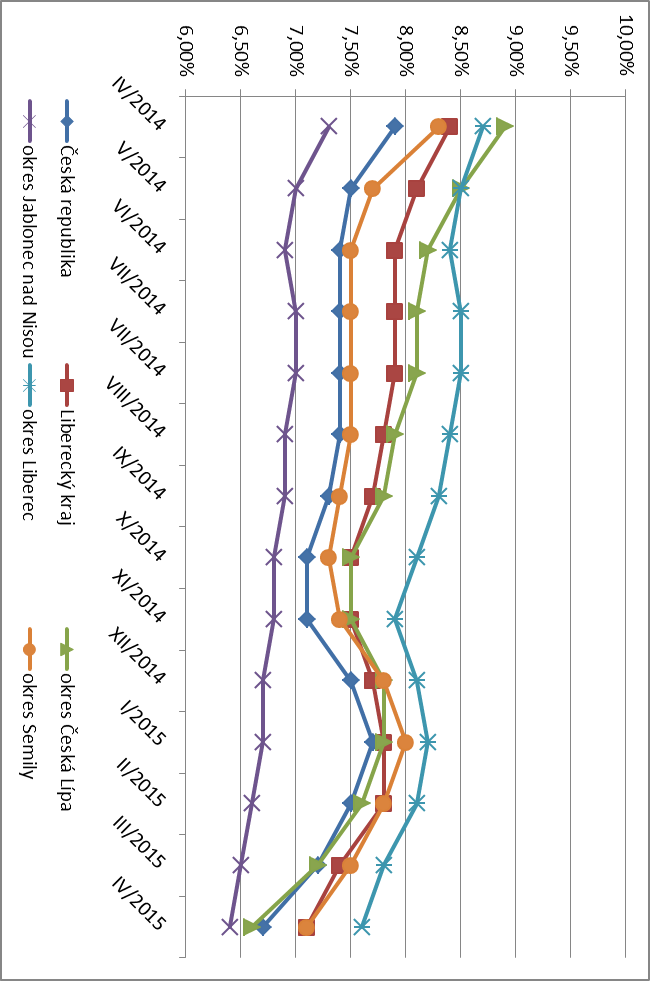 10,00%
9,50%
9,00%
8,50%
8,00%
7,50%
7,00%
6,50%
6,00%
IV/2014
V/2014
VI/2014
VII/2014
VII/2014
VIII/2014
IX/2014
X/2014
XI/2014
XII/2014
I/2015
II/2015
III/2015
IV/2015
Česká republika
Liberecký kraj
okres Česká Lípa
okres Jablonec nad Nisou
okres Liberec
okres Semily